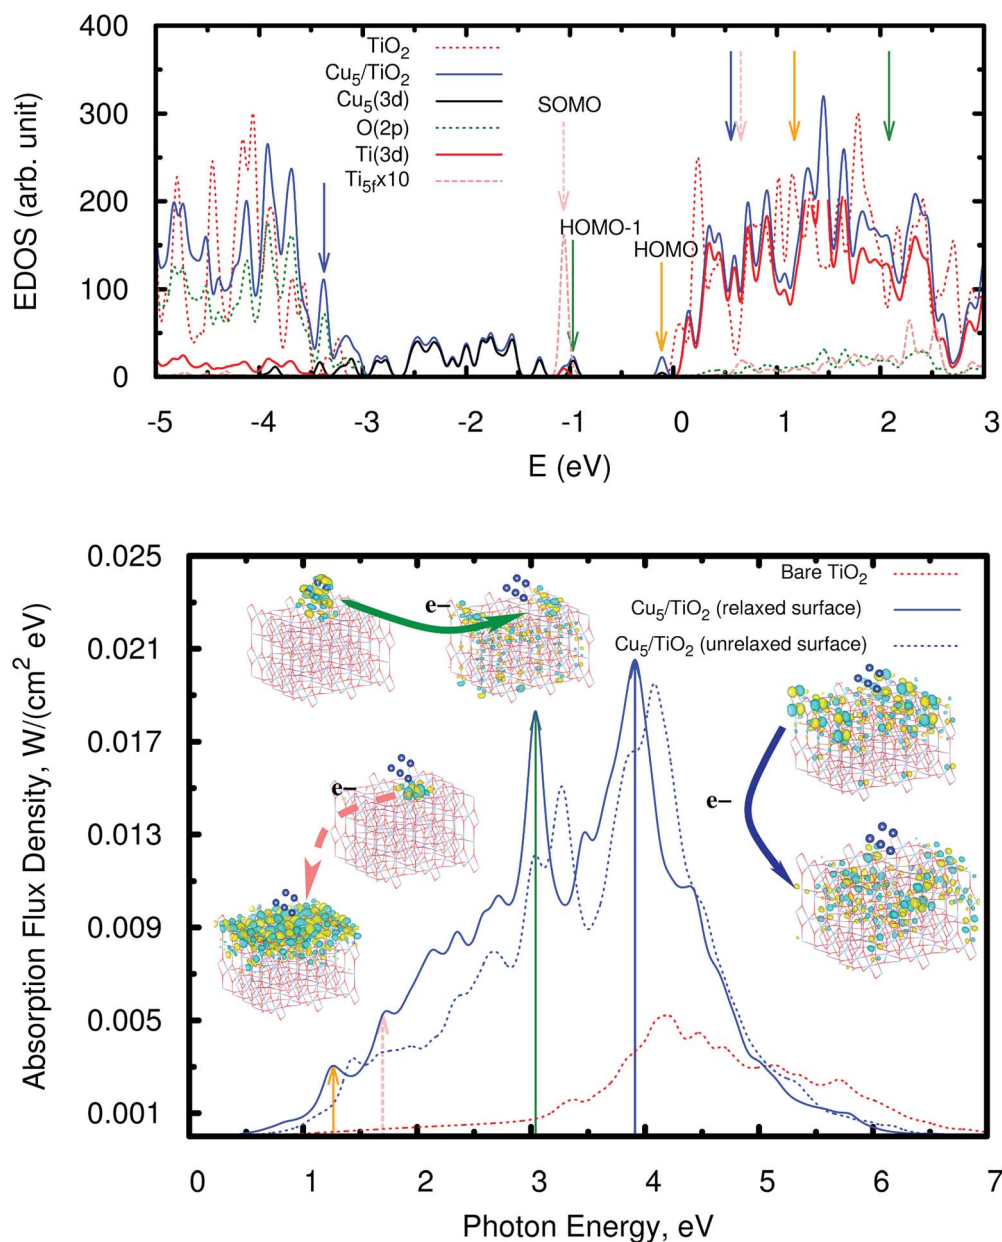 400
300
200
100
0
EDOS (arb. unit)
TiO2
Cu5/TiO2
Cu5(3d)
O(2p)
Ti(3d)
Ti5fx10
SOMO
HOMO-1
HOMO
-5 -4 -3 -2 -1 0 1 2 3
E (eV)
0.025
0.021
0.017
0.013
0.009
0.005
0.001
Absorption Flux Density, W/(cm2 eV)
Bare TiO2
Cu5/TiO2 (relaxed surface)
Cu5/TiO2 (unrelaxed surface)
e−
e−
e−
0 1 2 3 4 5 6 7
Photon Energy, eV